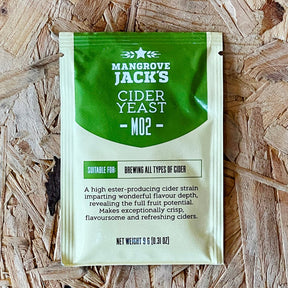 MANGROVE
JACK'S
CIDER
YEAST
- M02 -
SUITABLE FOR: BREWING ALL TYPES OF CIDER
A high ester-producing cider strain
imparting wonderful flavour depth,
revealing the full fruit potential.
Makes exceptionally crisp,
flavoursome and refreshing ciders.
NET WEIGHT 9 G (0.31 OZ)